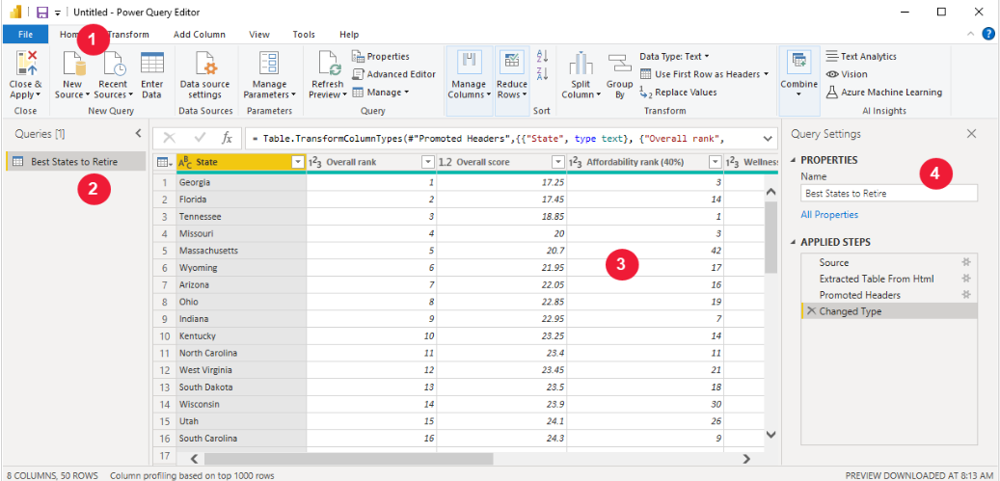 Untitled - Power Query Editor
File Home Transform Add Column View Tools Help
1
Close & Apply
New Source
Recent Sources
Enter Data
Data source settings
Manage Parameters
Refresh Preview
Properties
Advanced Editor
Manage
Manage Columns
Reduce Rows
Split Column
Group By
Data Type: Text
Use First Row as Headers
Replace Values
Combine
Text Analytics
Vision
Azure Machine Learning
Close New Query Data Sources Parameters Query Sort Transform AI Insights
Queries [1]
fx = Table.TransformColumnTypes(#"Promoted Headers",{{"State", type text}, {"Overall rank",
Query Settings
Best States to Retire
2
ABC State 123 Overall rank 1.2 Overall score 123 Affordability rank (40%) 123
1 Georgia 1 17.25 3
2 Florida 2 17.45 14
3 Tennessee 3 18.85 1
4 Missouri 4 20 3
5 Massachusetts 5 20.7 42
6 Wyoming 6 21.95 17
7 Arizona 7 22.05 16
8 Ohio 8 22.85 19
9 Indiana 9 22.95 7
10 Kentucky 10 23.25 14
11 North Carolina 11 23.4 11
12 West Virginia 12 23.45 21
13 South Dakota 13 23.5 18
14 Wisconsin 14 23.9 30
15 Utah 15 24.1 26
16 South Carolina 16 24.3 9
17
3
PROPERTIES
4
Name
Best States to Retire
All Properties
APPLIED STEPS
Source
Extracted Table From Html
Promoted Headers
Changed Type
8 COLUMNS, 50 ROWS Column profiling based on top 1000 rows
PREVIEW DOWNLOADED AT 8:13 AM